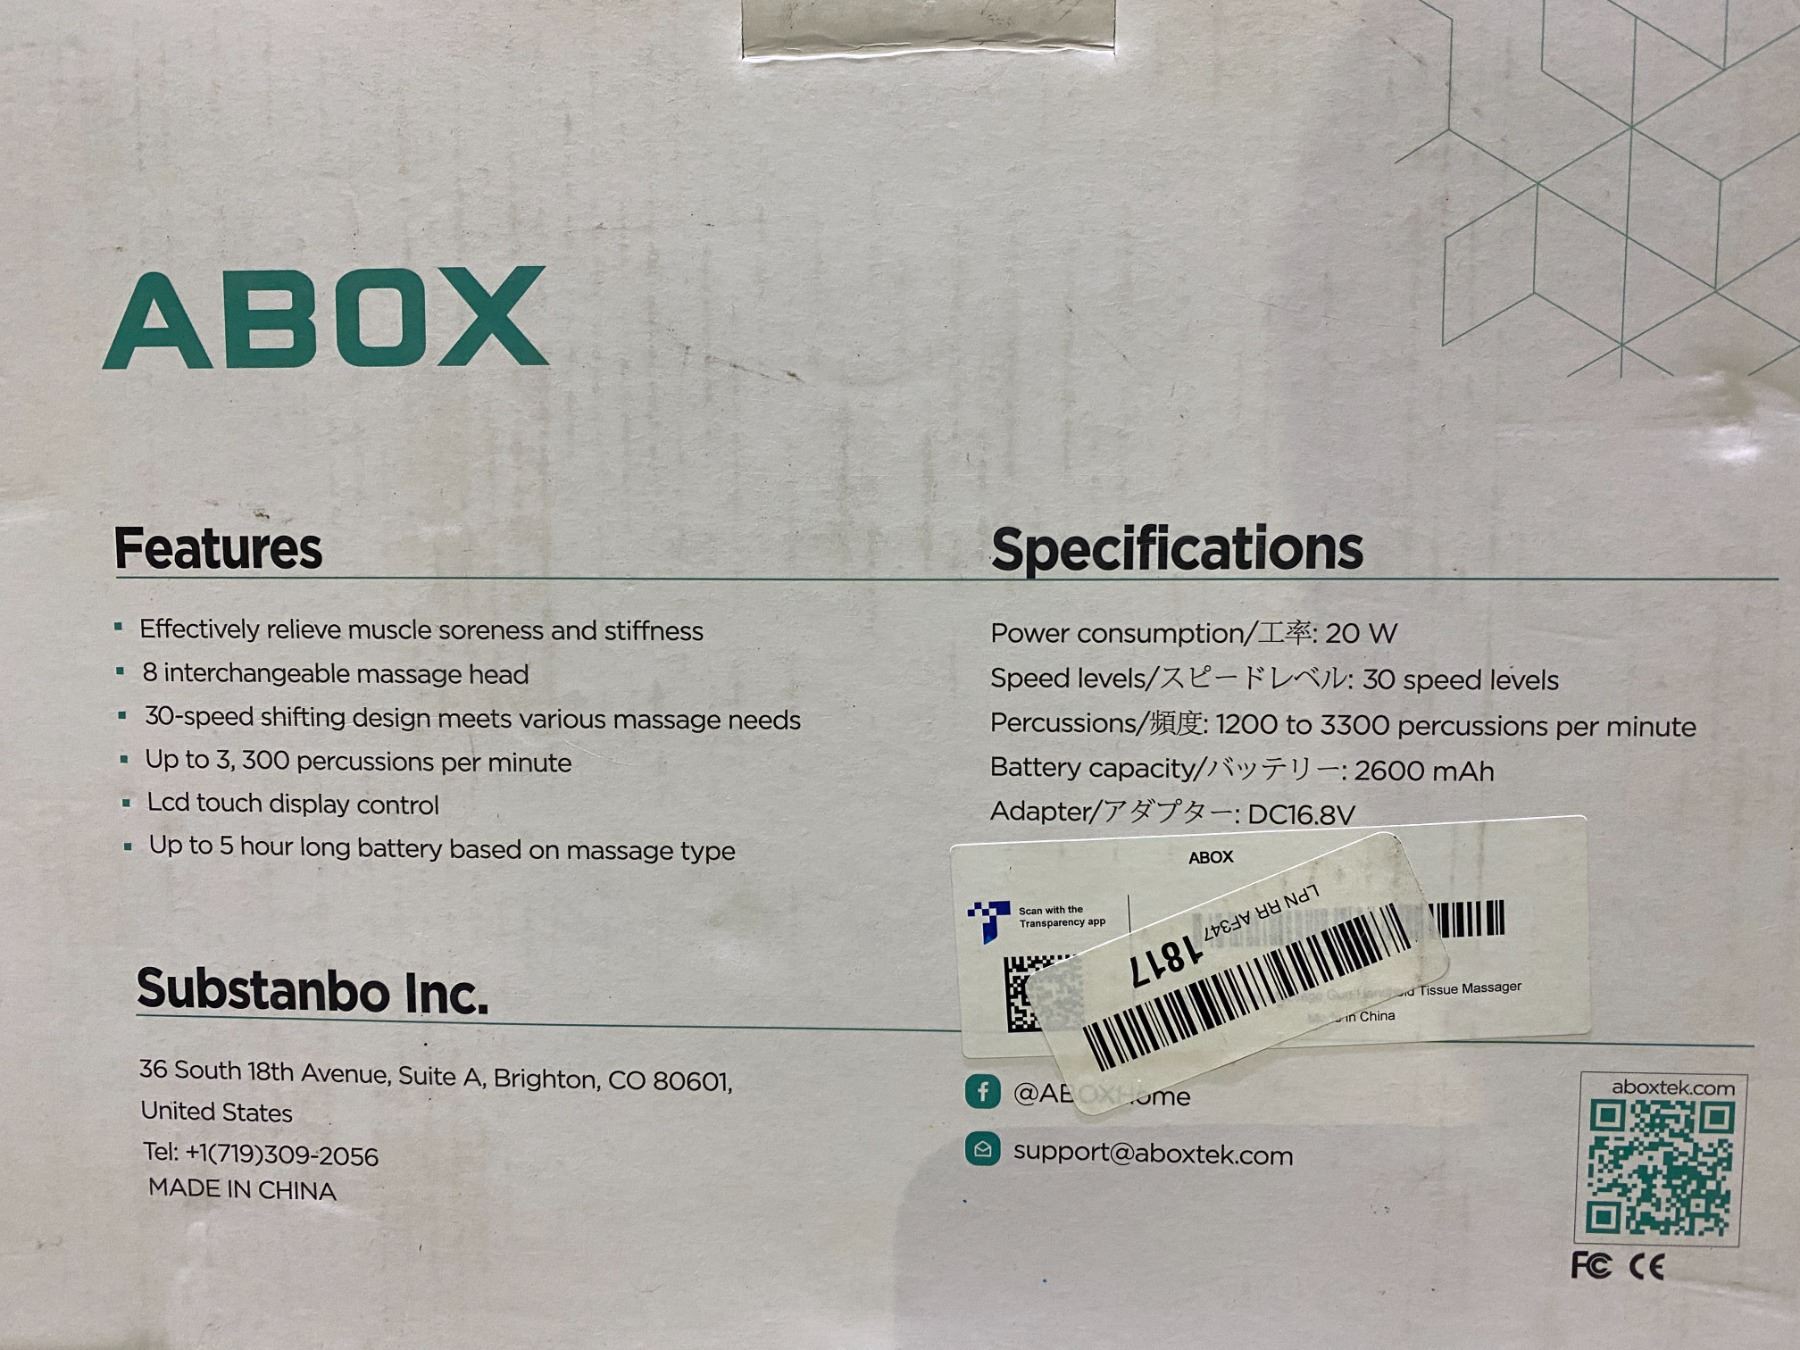 ABOX
Features
Effectively relieve muscle soreness and stiffness
8 interchangeable massage head
30-speed shifting design meets various massage needs
Up to 3, 300 percussions per minute
Lcd touch display control
Up to 5 hour long battery based on massage type
Specifications
Power consumption/工率: 20 W
Speed levels/スピードレベル: 30 speed levels
Percussions/頻度: 1200 to 3300 percussions per minute
Battery capacity/バッテリー: 2600 mAh
Adapter/アダプター: DC16.8V
ABOX
Scan with the
Transparency app
LPN RR AF347
1817
Tissue Massager
in China
Substanbo Inc.
36 South 18th Avenue, Suite A, Brighton, CO 80601,
United States
Tel: +1(719)309-2056
MADE IN CHINA
@ABOXHome
support@aboxtek.com
aboxtek.com
FC CE